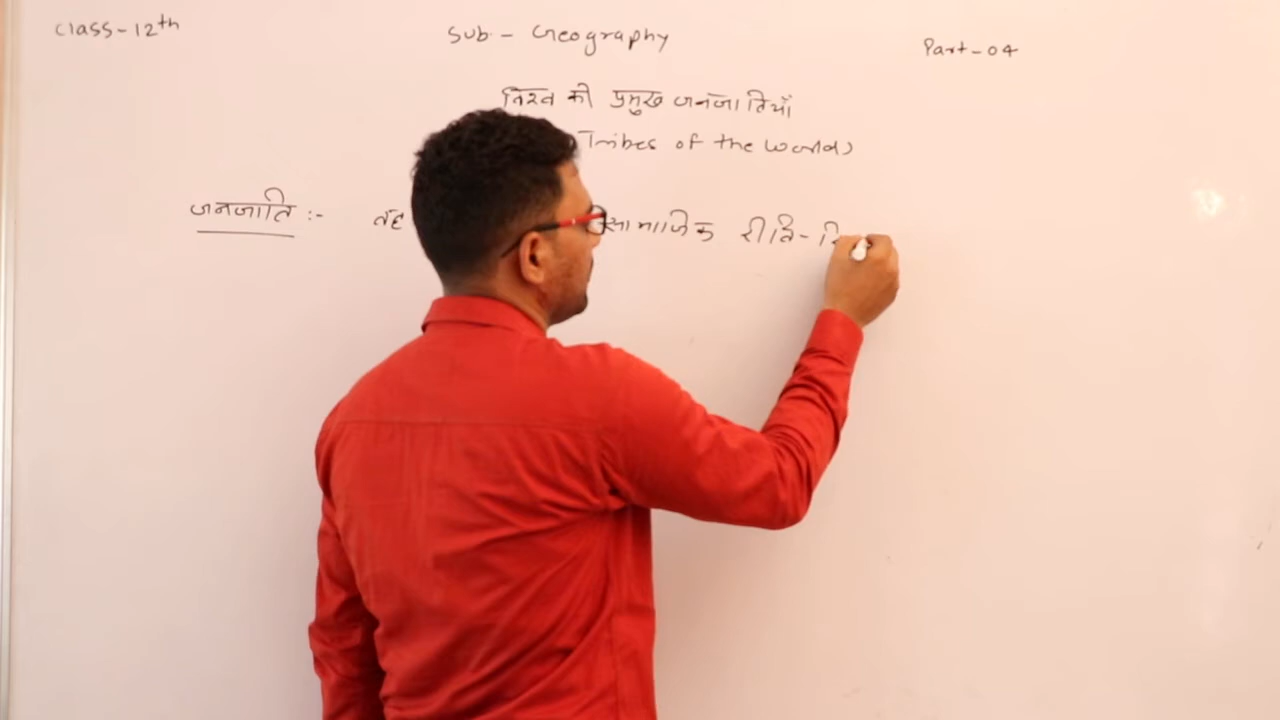 Class-12th
Sub - Geography
Part-04
विश्व की प्रमुख जनजातियाँ
Tribes of the World)
जनजाति :- वह सामाजिक रीति-